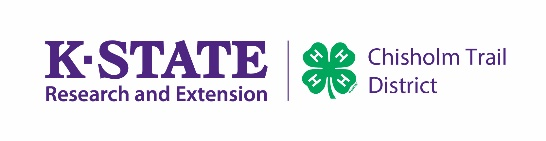 K-STATE
Research and Extension
H H
H H
Chisholm Trail
District